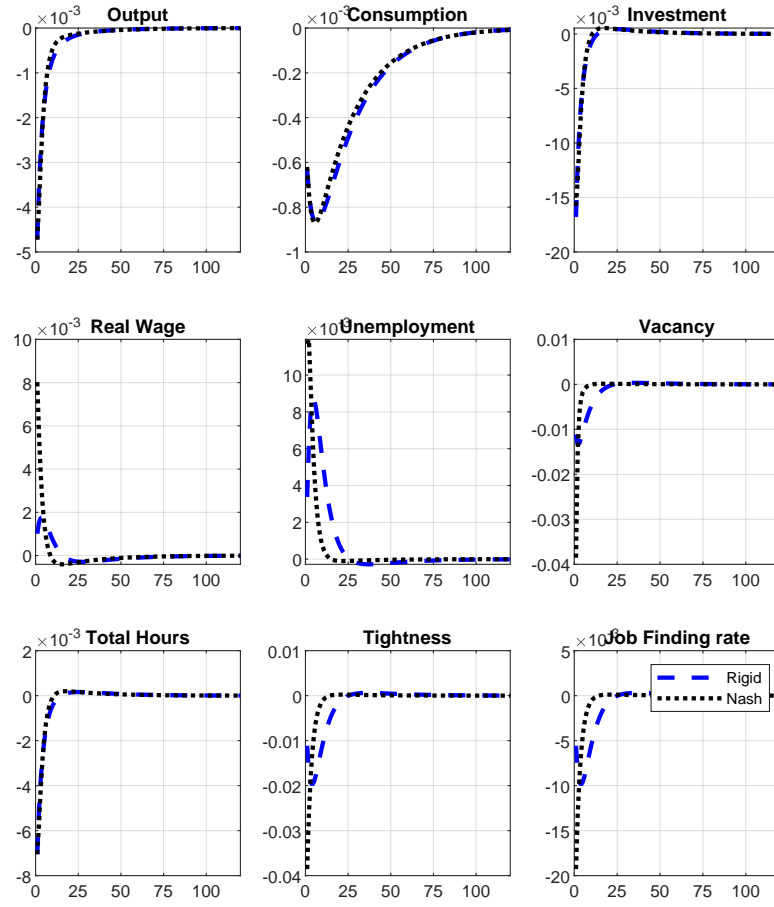 Output Consumption Investment
×10-3 ×10-3 ×10-3
0 0 0
-1 -0.2 -5
-2 -0.4 -10
-3 -0.6 -15
-4 -0.8 -20
-5 -1
0 25 50 75 100 0 25 50 75 100 0 25 50 75 100
Real Wage Unemployment Vacancy
×10-3 ×10-3
10 10 0.01
8 8 0
6 6 -0.01
4 4 -0.02
2 2 -0.03
0 0 -0.04
0 25 50 75 100 0 25 50 75 100 0 25 50 75 100
Total Hours Tightness Job Finding rate
×10-3 ×10-3
2 0.01 5
0 0 0
-2 -0.01 -5
-4 -0.02 -10
-6 -0.03 -15
-8 -0.04 -20
0 25 50 75 100 0 25 50 75 100 0 25 50 75 100
Rigid
Nash